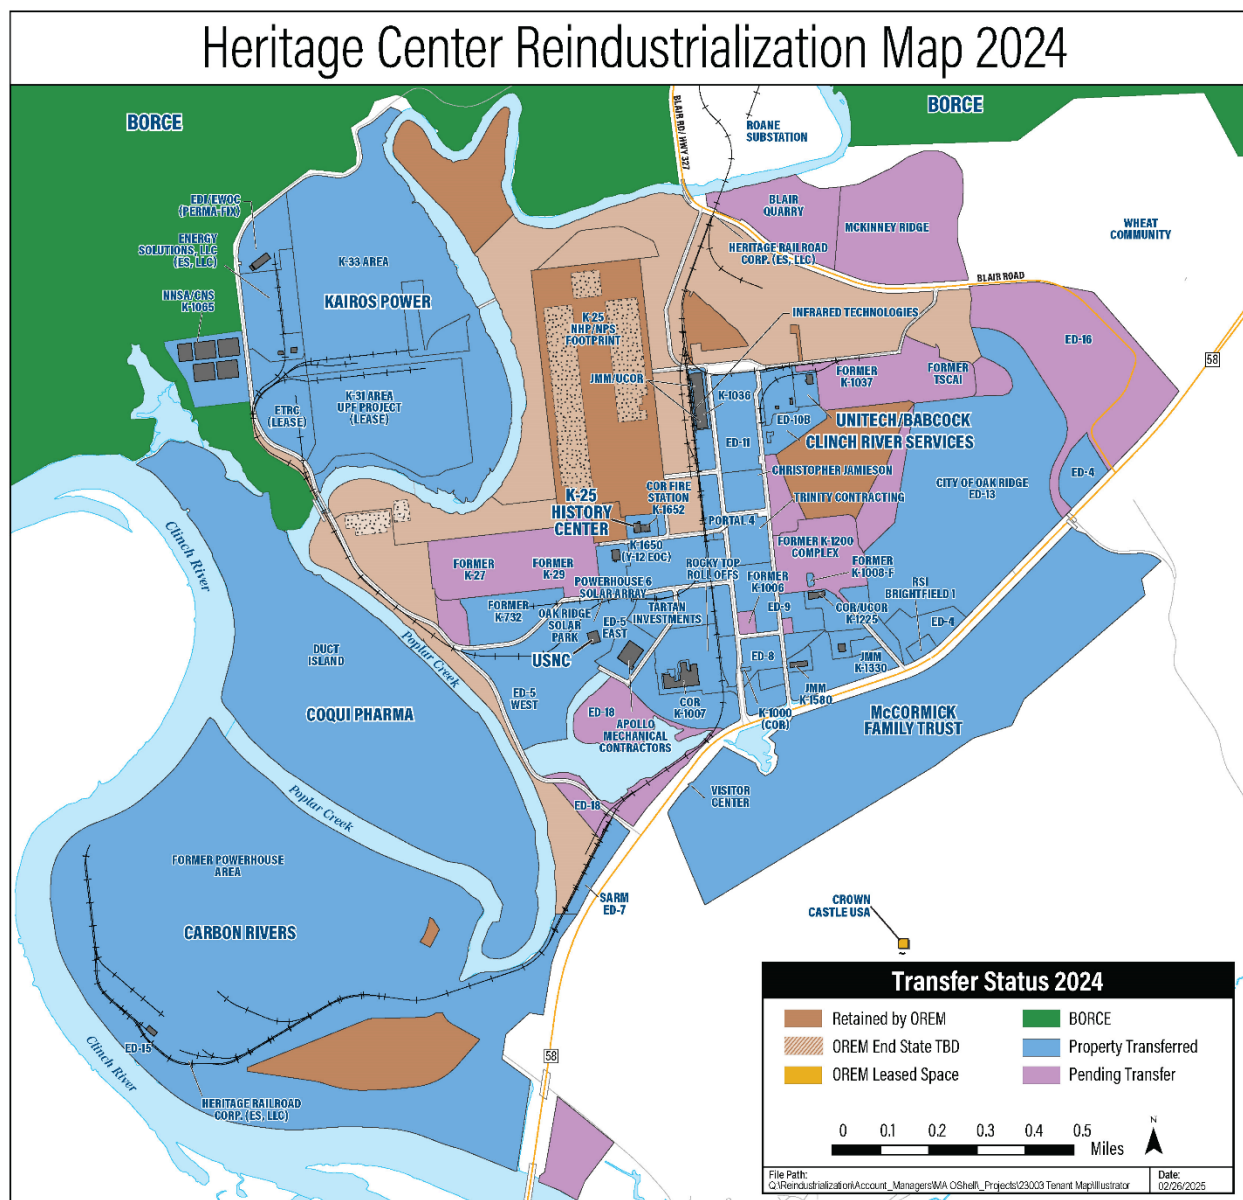 Heritage Center Reindustrialization Map 2024
BORCE
BORCE
BLAIR RD/ HWY 327
ROANE
SUBSTATION
EDI/EWOC
(PERMA-FIX)
ENERGY
SOLUTIONS, LLC
(ES, LLC)
NNSA/CNS
K-1065
K-33 AREA
KAIROS POWER
BLAIR
QUARRY
MCKINNEY RIDGE
WHEAT
COMMUNITY
HERITAGE RAILROAD
CORP. (ES, LLC)
BLAIR ROAD
K-25
NHP/NPS
FOOTPRINT
INFRARED TECHNOLOGIES
ED-16
58
JMM/UCOR
K-1036
FORMER
K-1037
FORMER
TSCAI
ETRC
(LEASE)
K-31 AREA
UPF PROJECT
(LEASE)
ED-10B
UNITECH/BABCOCK
CLINCH RIVER SERVICES
ED-11
CHRISTOPHER JAMIESON
ED-4
CITY OF OAK RIDGE
ED-13
K-25
HISTORY
CENTER
COR FIRE
STATION
K-1652
TRINITY CONTRACTING
PORTAL 4
Clinch River
FORMER K-1200
COMPLEX
K-1650
(Y-12 EOC)
FORMER
K-27
FORMER
K-29
ROCKY TOP
ROLL OFFS
FORMER
K-1006
FORMER
K-1008-F
POWERHOUSE 6
SOLAR ARRAY
RSI
BRIGHTFIELD 1
FORMER
K-732
OAK RIDGE
SOLAR
PARK
ED-5
EAST
TARTAN
INVESTMENTS
ED-9
COR/UCOR
K-1225
ED-4
DUCT
ISLAND
Poplar Creek
USNC
ED-8
JMM
K-1330
JMM
K-1580
ED-5
WEST
COR
K-1007
K-1000
(COR)
COQUI PHARMA
ED-18
APOLLO
MECHANICAL
CONTRACTORS
McCORMICK
FAMILY TRUST
Poplar Creek
ED-18
VISITOR
CENTER
FORMER POWERHOUSE
AREA
SARM
ED-7
CROWN
CASTLE USA
CARBON RIVERS
ED-15
58
Clinch River
HERITAGE RAILROAD
CORP. (ES, LLC)
Transfer Status 2024
Retained by OREM
BORCE
OREM End State TBD
Property Transferred
OREM Leased Space
Pending Transfer
0 0.1 0.2 0.3 0.4 0.5
Miles
N
File Path:
Q:\Reindustrialization\Account_Managers\MA OShell\_Projects\23003 Tenant Map\Illustrator
Date:
02/26/2025